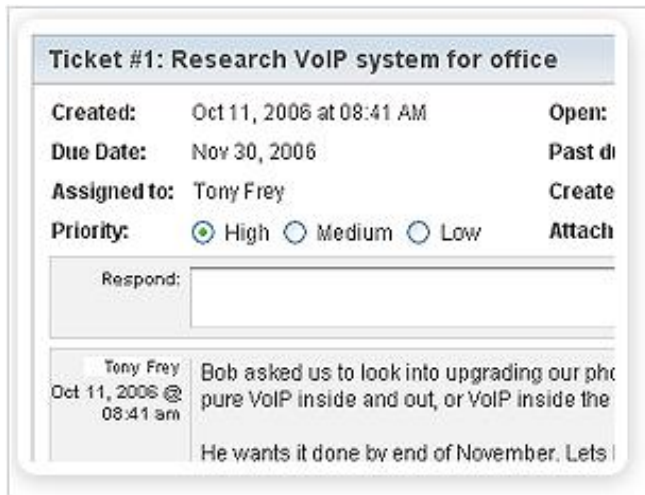 Ticket #1: Research VoIP system for office
Created: Oct 11, 2006 at 08:41 AM Open:
Due Date: Nov 30, 2006 Past
Assigned to: Tony Frey Create
Priority: High Medium Low Attach
Respond:
Tony Frey
Oct 11, 2006 @
08:41 am
Bob asked us to look into upgrading our
pure VoIP inside and out, or VoIP inside the
He wants it done by end of November. Lets